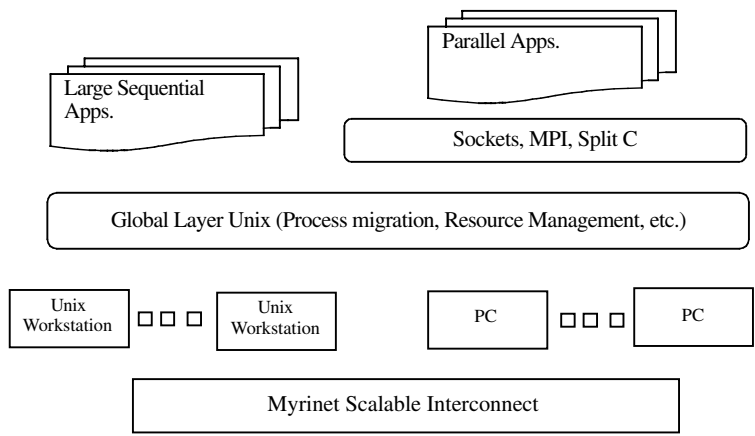 Parallel Apps.
Large Sequential
Apps.
Sockets, MPI, Split C
Global Layer Unix (Process migration, Resource Management, etc.)
Unix
Workstation
Unix
Workstation
PC
PC
Myrinet Scalable Interconnect